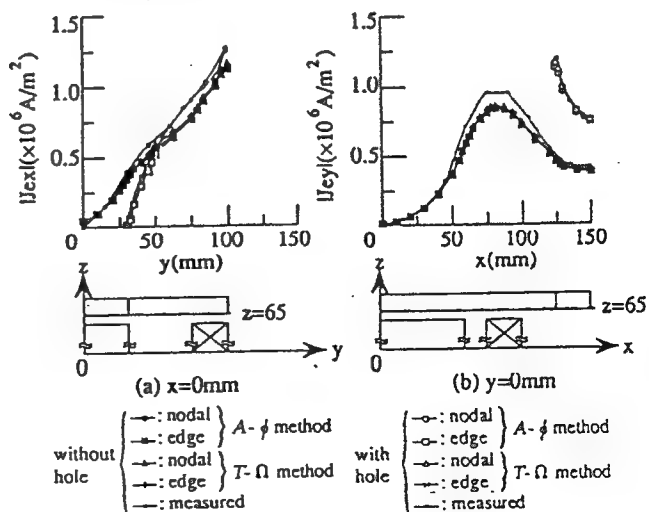 |Jex|(×10⁶A/m²)
1.5
1.0
0.5
0
0
50
100
150
y(mm)
|Jey|(×10⁶A/m²)
1.5
1.0
0.5
0
0
50
100
150
x(mm)
z
z=65
y
(a) x=0mm
z
z=65
x
(b) y=0mm
without hole
: nodal
: edge
A-ϕ method
: nodal
: edge
T-Ω method
: measured
with hole
: nodal
: edge
A-ϕ method
: nodal
: edge
T-Ω method
: measured